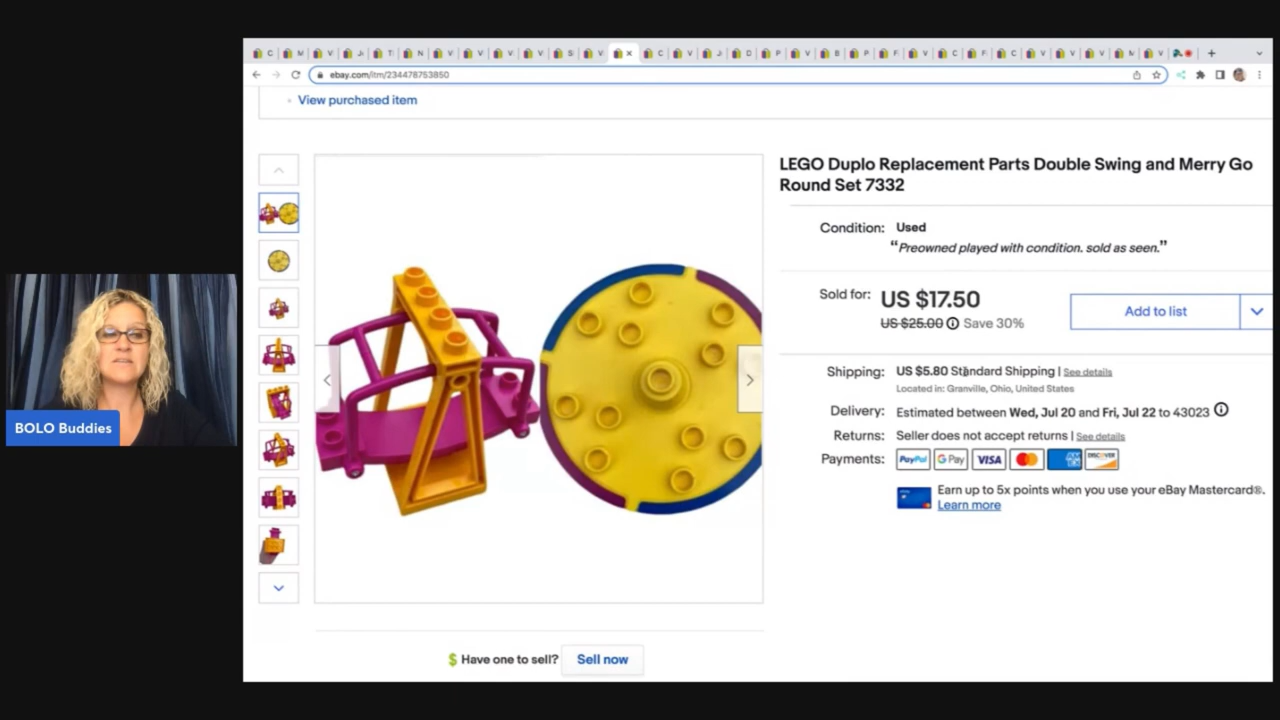 ebay.com/itm/234478753850
View purchased item
LEGO Duplo Replacement Parts Double Swing and Merry Go
Round Set 7332
Condition: Used
“Preowned played with condition. sold as seen.”
Sold for: US $17.50
US $25.00 Save 30%
Add to list
Shipping: US $5.80 Standard Shipping | See details
Located in: Granville, Ohio, United States
Delivery: Estimated between Wed, Jul 20 and Fri, Jul 22 to 43023
Returns: Seller does not accept returns | See details
Payments: PayPal G Pay VISA DISCOVER
Earn up to 5x points when you use your eBay Mastercard®.
Learn more
BOLO Buddies
Have one to sell? Sell now